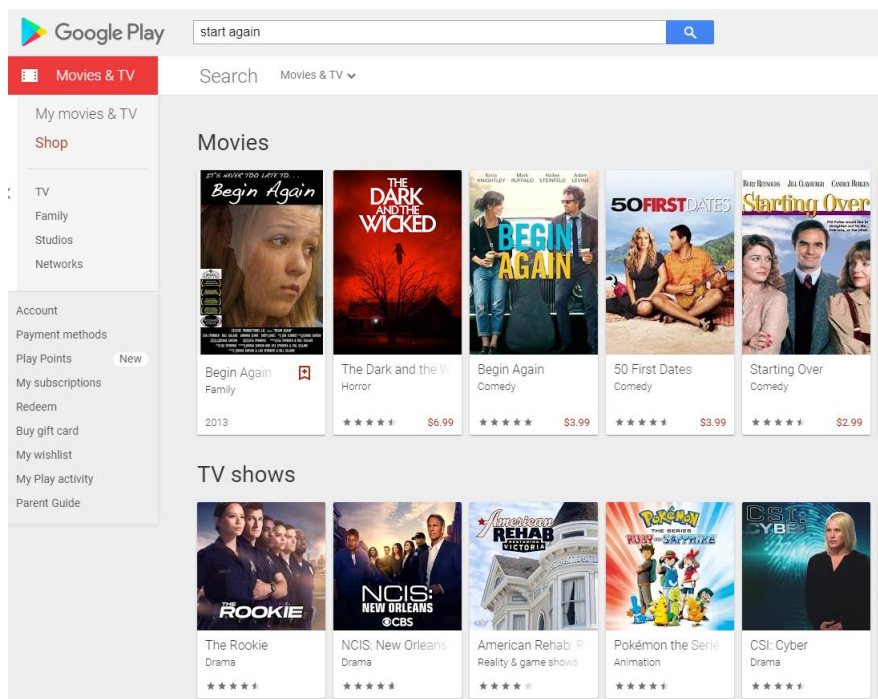 Google Play
start again
Movies & TV
Search
Movies & TV
My movies & TV
Shop
TV
Family
Studios
Networks
Account
Payment methods
Play Points
New
My subscriptions
Redeem
Buy gift card
My wishlist
My Play activity
Parent Guide
Movies
IT'S NEVER TOO LATE TO...
Begin Again
Begin Again
Family
2013
THE
DARK
AND THE
WICKED
The Dark and the W
Horror
$6.99
Keira KNIGHTLEY Mark RUFFALO Hailee STEINFELD Adam LEVINE
BEGIN
AGAIN
Begin Again
Comedy
$3.99
50 FIRST DATES
50 First Dates
Comedy
$3.99
BURT REYNOLDS JILL CLAYBURGH CANDICE BERGEN
Starting Over
Starting Over
Comedy
$2.99
TV shows
THE
ROOKIE
The Rookie
Drama
NCIS:
NEW ORLEANS
CBS
NCIS: New Orleans
Drama
American
REHAB
RESTORING
VICTORIA
American Rehab: R
Reality & game shows
POKéMON
THE SERIES
RUBY AND SAPPHIRE
Pokémon the Serie
Animation
CSI:
CYBER
CSI: Cyber
Drama